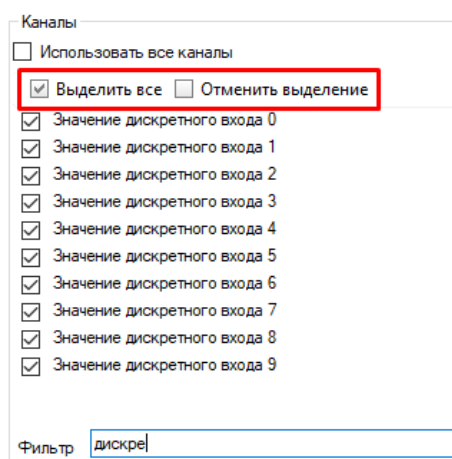 Каналы
Использовать все каналы
Выделить все Отменить выделение
Значение дискретного входа 0
Значение дискретного входа 1
Значение дискретного входа 2
Значение дискретного входа 3
Значение дискретного входа 4
Значение дискретного входа 5
Значение дискретного входа 6
Значение дискретного входа 7
Значение дискретного входа 8
Значение дискретного входа 9
Фильтр дискре